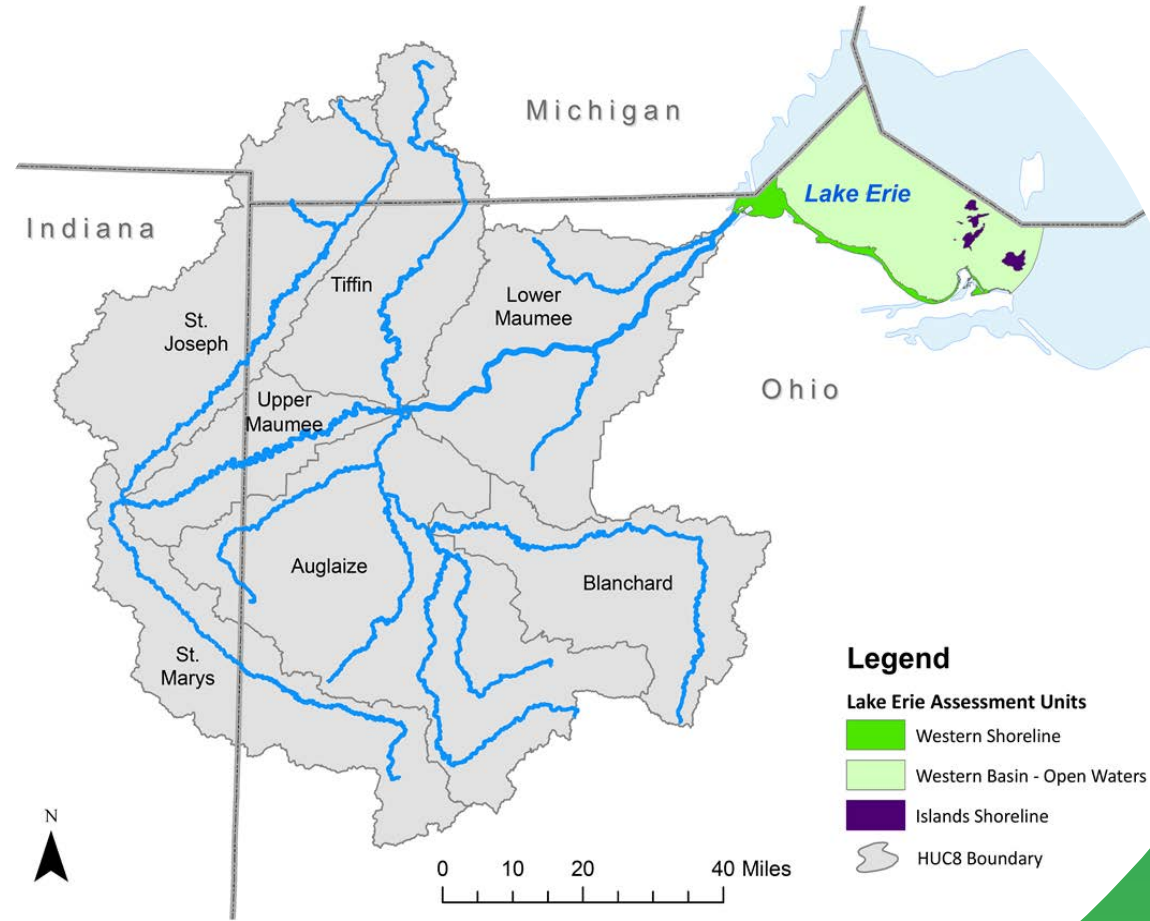 Michigan
Indiana
Lake Erie
Tiffin
Lower
Maumee
St.
Joseph
Ohio
Upper
Maumee
Auglaize
Blanchard
St.
Marys
Legend
Lake Erie Assessment Units
Western Shoreline
Western Basin - Open Waters
Islands Shoreline
HUC8 Boundary
N
0 10 20 40 Miles